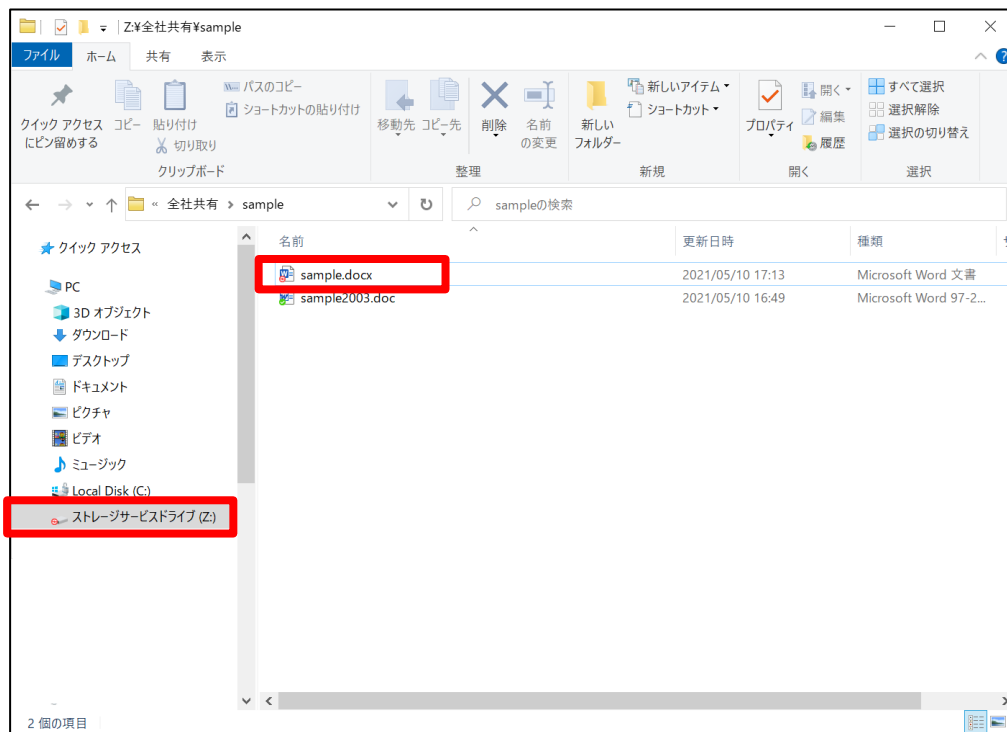 Z:¥全社共有¥sample
ファイル ホーム 共有 表示
クイック アクセス
にピン留めする
コピー
貼り付け
パスのコピー
ショートカットの貼り付け
切り取り
クリップボード
移動先
コピー先
削除
名前
の変更
整理
新しい
フォルダー
新しいアイテム
ショートカット
新規
プロパティ
開く
編集
履歴
開く
すべて選択
選択解除
選択の切り替え
選択
« 全社共有 › sample
sampleの検索
クイック アクセス
PC
3D オブジェクト
ダウンロード
デスクトップ
ドキュメント
ピクチャ
ビデオ
ミュージック
Local Disk (C:)
ストレージサービスドライブ (Z:)
名前 更新日時 種類
sample.docx 2021/05/10 17:13 Microsoft Word 文書
sample2003.doc 2021/05/10 16:49 Microsoft Word 97-2...
2 個の項目